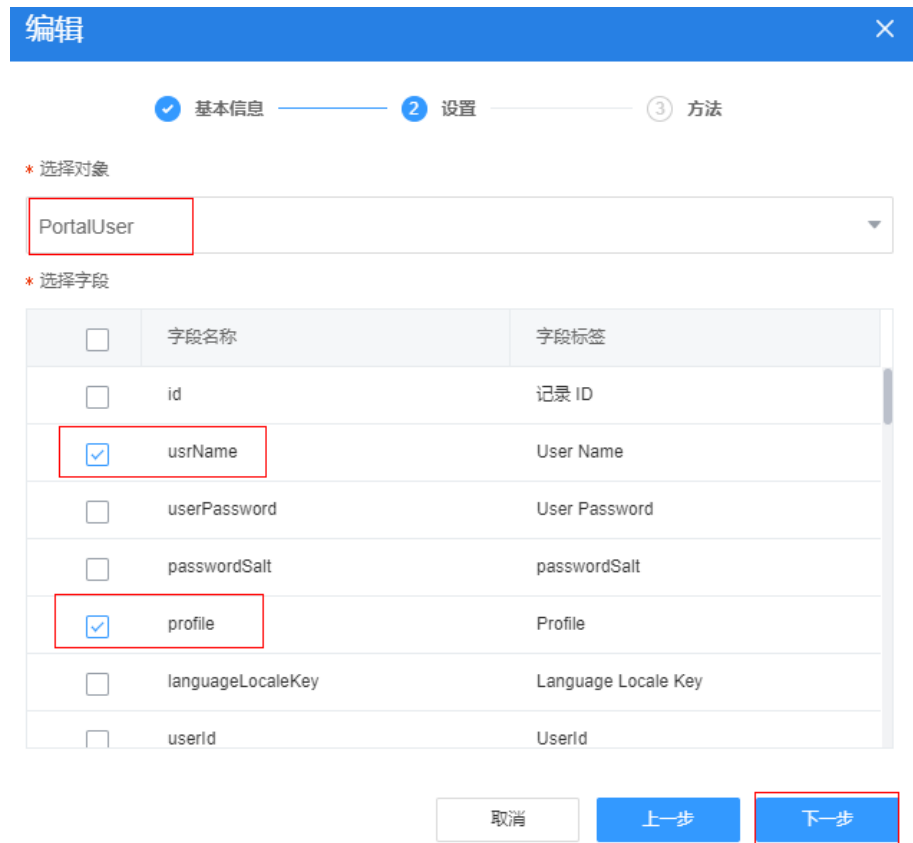 编辑
基本信息 2 设置 3 方法
* 选择对象
PortalUser
* 选择字段
字段名称 字段标签
id 记录 ID
usrName User Name
userPassword User Password
passwordSalt passwordSalt
profile Profile
languageLocaleKey Language Locale Key
userId UserId
取消 上一步 下一步